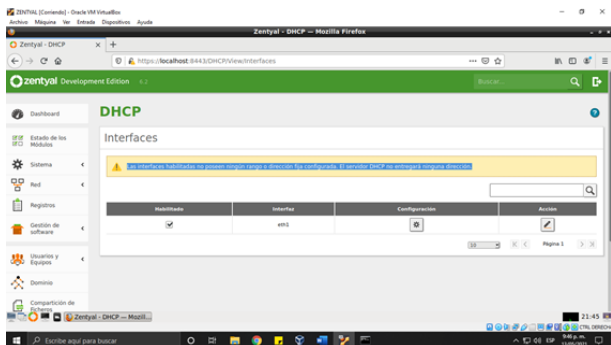 ZENTYAL [Corriendo] - Oracle VM VirtualBox
Archivo Máquina Ver Entrada Dispositivos Ayuda
Zentyal - DHCP — Mozilla Firefox
Zentyal - DHCP
https://localhost:8443/DHCP/View/Interfaces
zentyal Development Edition 6.2
Buscar...
Dashboard
Estado de los
Módulos
Sistema
Red
Registros
Gestión de
software
Usuarios y
Equipos
Dominio
Compartición de
Ficheros
DHCP
Interfaces
Las interfaces habilitadas no poseen ningún rango o dirección fija configurada. El servidor DHCP no entregará ninguna dirección.
Habilitado Interfaz Configuración Acción
eth1
10
Página 1
Zentyal - DHCP — Mozill...
21:45
CTRL DERECHA
Escribe aquí para buscar
ESP
9:46 p. m.